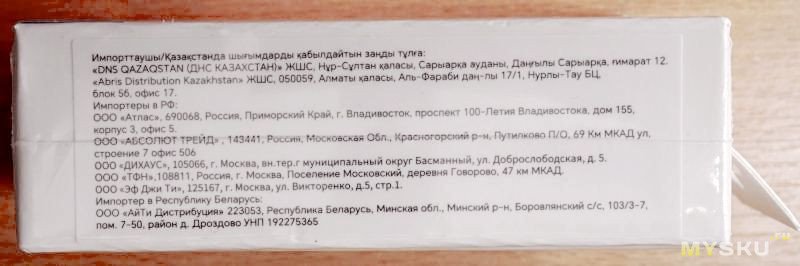 Импорттаушы/Қазақстанда шығымдарды қабылдайтин заңды тұлға:
«DNS QAZAQSTAN (ДНС КАЗАХСТАН)» ЖШС, Нұр-Сұлтан қаласы, Сарыарқа ауданы, Даңғылы Сарыарқа, ғимарат 12.
«Abris Distribution Kazakhstan» ЖШС, 050059, Алматы қаласы, Аль-Фараби даң-лы 17/1, Нурлы-Тау БЦ,
блок 5б, офис 17.
Импортеры в РФ:
ООО «Атлас», 690068, Россия, Приморский Край, г. Владивосток, проспект 100-Летия Владивостока, дом 155,
корпус 3, офис 5.
ООО «АБСОЛЮТ ТРЕЙД» , 143441, Россия, Московская Обл., Красногорский р-н, Путилково П/О, 69 Км МКАД ул,
строение 7 офис 506
ООО «ДИХАУС», 105066, г. Москва, вн.тер.г муниципальный округ Басманный, ул. Доброслободская, д. 5.
ООО «ТФН»,108811, Россия, г. Москва, Поселение Московский, деревня Говорово, 47 км МКАД.
ООО «Эф Джи Ти», 125167, г. Москва, ул. Викторенко, д.5, стр.1.
Импортер в Республику Беларусь:
ООО «АйТи Дистрибуция» 223053, Республика Беларусь, Минская обл., Минский р-н, Боровлянский с/с, 103/3-7,
пом. 7-50, район д. Дроздово УНП 192275365
MYSKU